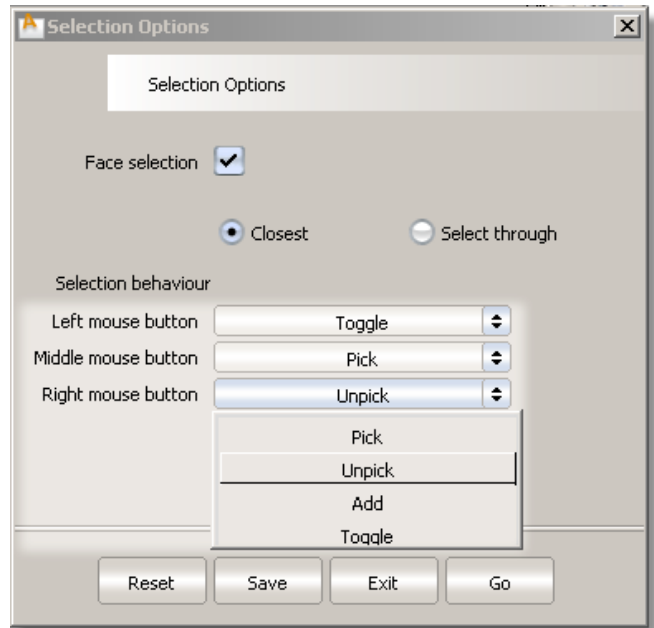 Selection Options
Selection Options
Face selection
Closest Select through
Selection behaviour
Left mouse button Toggle
Middle mouse button Pick
Right mouse button Unpick
Pick
Unpick
Add
Toggle
Reset Save Exit Go